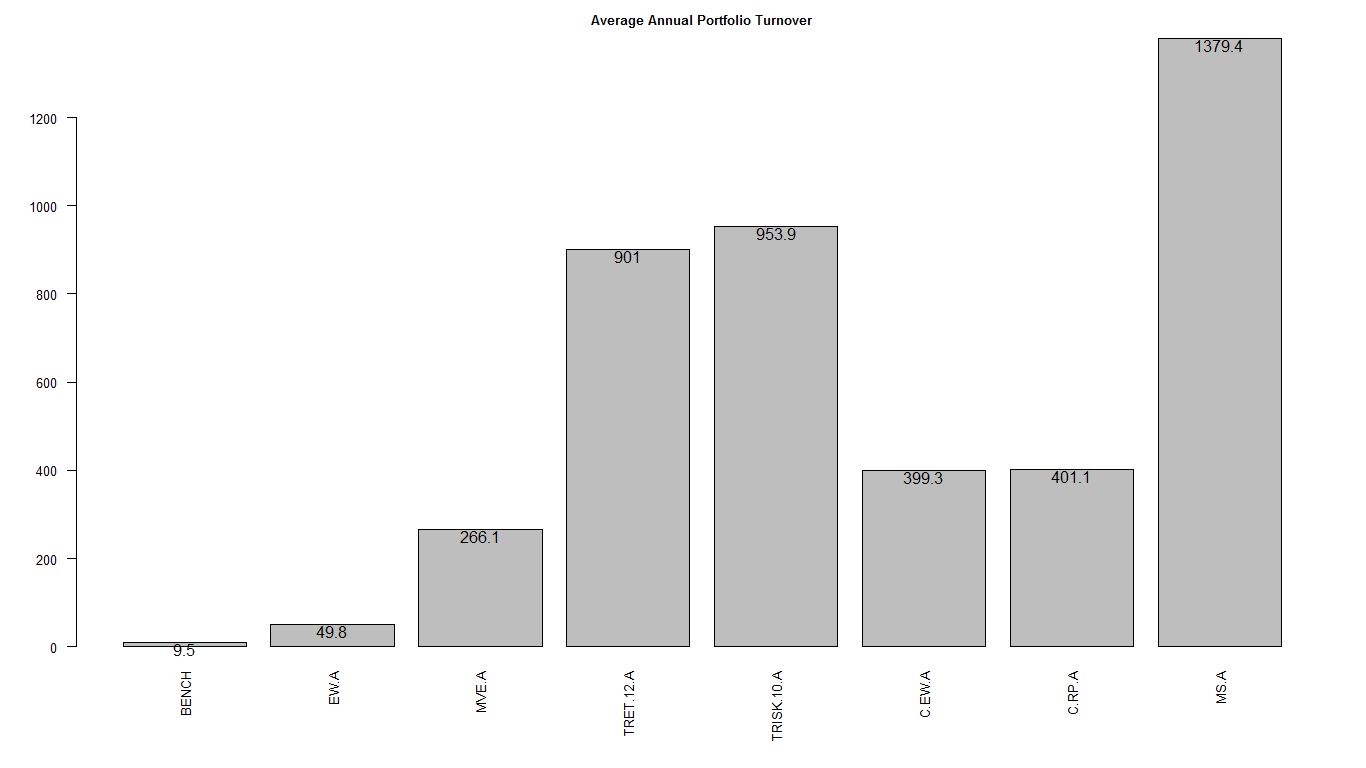 Average Annual Portfolio Turnover
1379.4
1200
1000
953.9
901
800
600
400
399.3
401.1
266.1
200
49.8
9.5
0
BENCH
EW.A
MVE.A
TRET.12.A
TRISK.10.A
C.EW.A
C.RP.A
MS.A